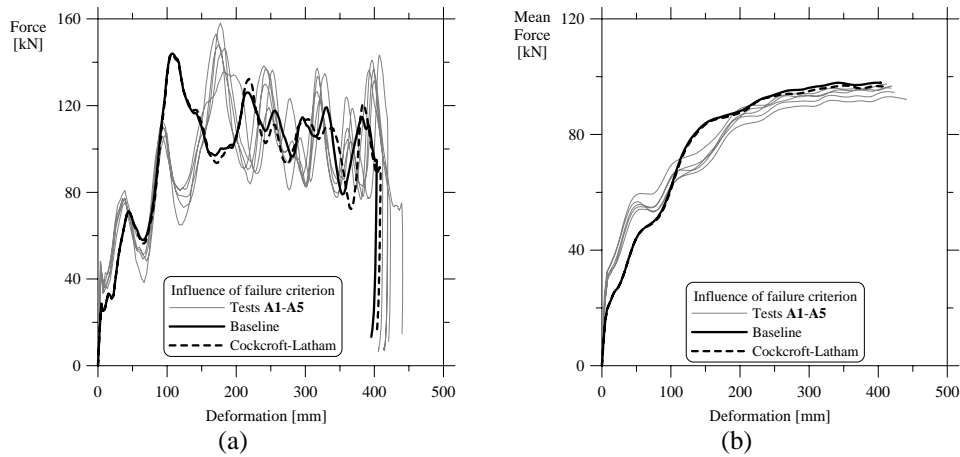 Force
[kN]
160
120
80
40
0
Influence of failure criterion
Tests A1-A5
Baseline
Cockcroft-Latham
0 100 200 300 400 500
Deformation [mm]
(a)
Mean
Force
[kN]
120
80
40
0
Influence of failure criterion
Tests A1-A5
Baseline
Cockcroft-Latham
0 100 200 300 400 500
Deformation [mm]
(b)